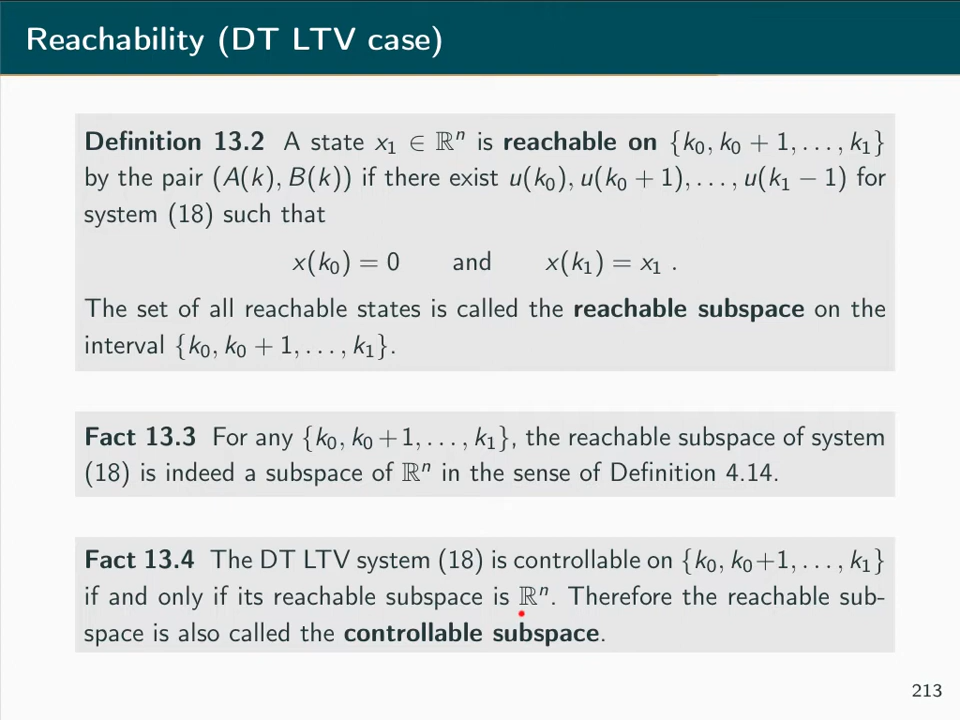 Reachability (DT LTV case)
Definition 13.2 A state x₁ ∈ ℝⁿ is reachable on {k₀, k₀ + 1, . . . , k₁}
by the pair (A(k), B(k)) if there exist u(k₀), u(k₀ + 1), . . . , u(k₁ − 1) for
system (18) such that
x(k₀) = 0 and x(k₁) = x₁ .
The set of all reachable states is called the reachable subspace on the
interval {k₀, k₀ + 1, . . . , k₁}.
Fact 13.3 For any {k₀, k₀ + 1, . . . , k₁}, the reachable subspace of system
(18) is indeed a subspace of ℝⁿ in the sense of Definition 4.14.
Fact 13.4 The DT LTV system (18) is controllable on {k₀, k₀+1, . . . , k₁}
if and only if its reachable subspace is ℝⁿ. Therefore the reachable sub-
space is also called the controllable subspace.
213